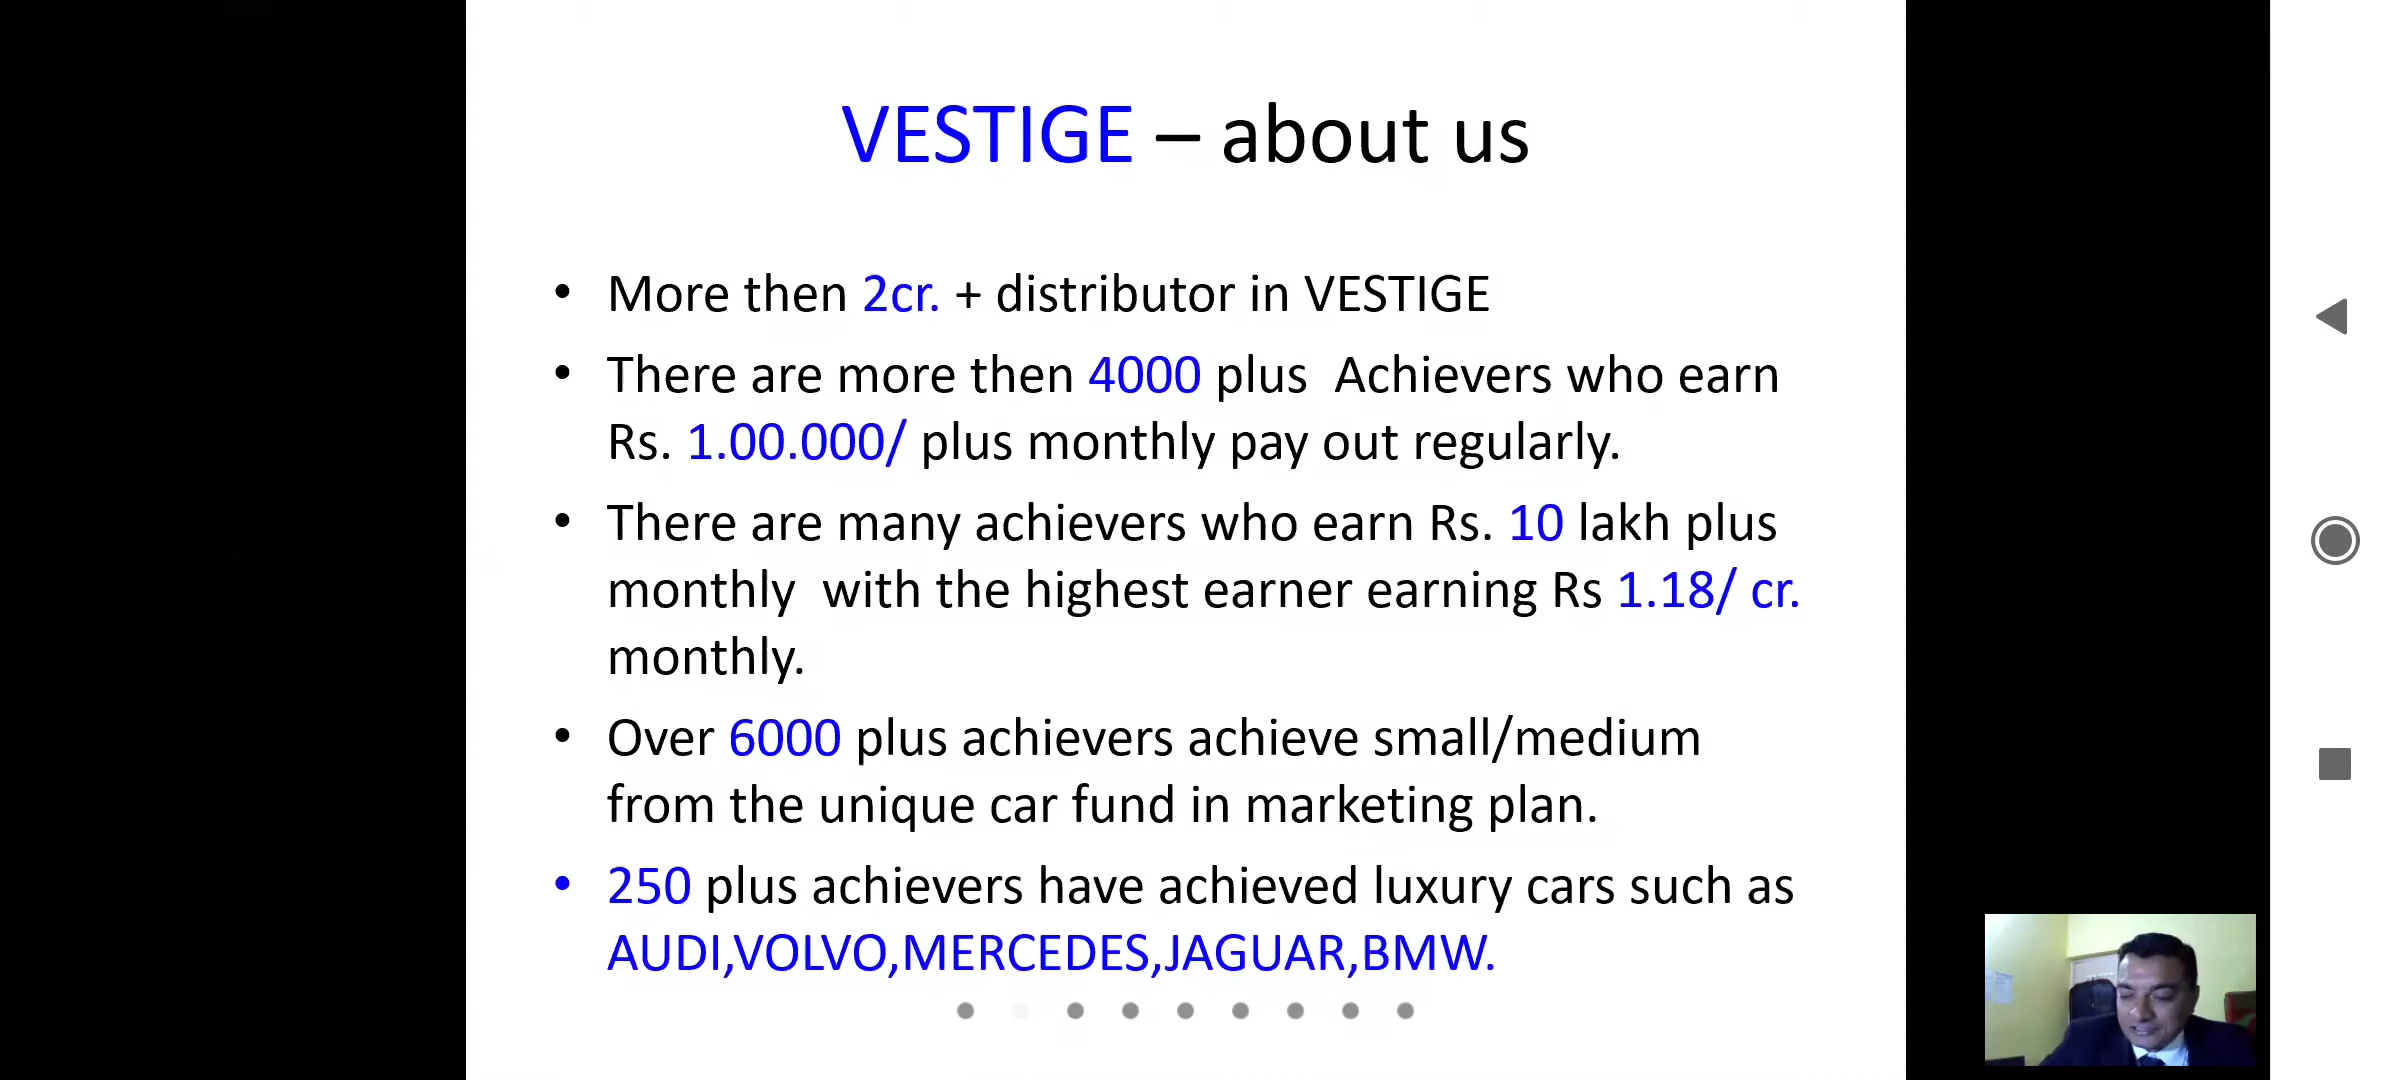 VESTIGE – about us
• More then 2cr. + distributor in VESTIGE
• There are more then 4000 plus  Achievers who earn
Rs. 1.00.000/ plus monthly pay out regularly.
• There are many achievers who earn Rs. 10 lakh plus
monthly  with the highest earner earning Rs 1.18/ cr.
monthly.
• Over 6000 plus achievers achieve small/medium
from the unique car fund in marketing plan.
• 250 plus achievers have achieved luxury cars such as
AUDI,VOLVO,MERCEDES,JAGUAR,BMW.